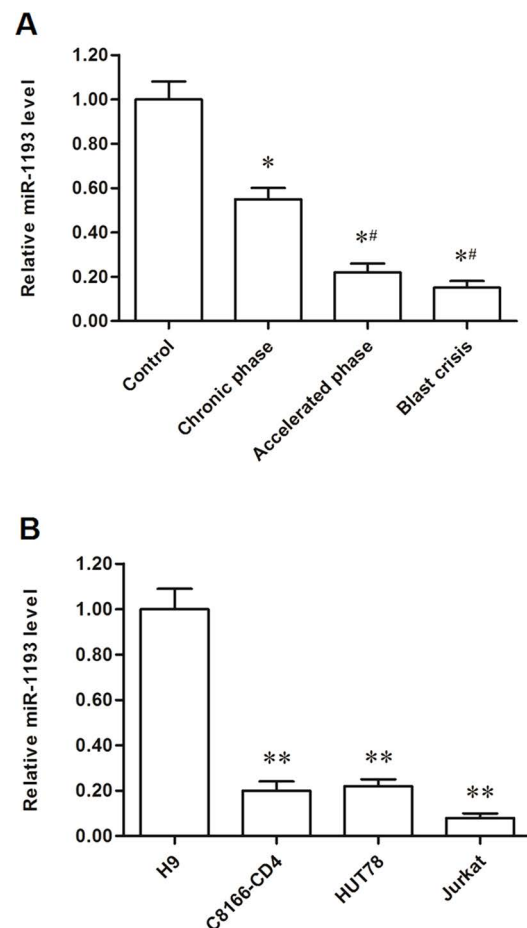 A
Relative miR-1193 level
1.20
1.00
0.80
0.60
0.40
0.20
0.00
*
*#
*#
Control
Chronic phase
Accelerated phase
Blast crisis
B
Relative miR-1193 level
1.20
1.00
0.80
0.60
0.40
0.20
0.00
**
**
**
H9
C8166-CD4
HUT78
Jurkat